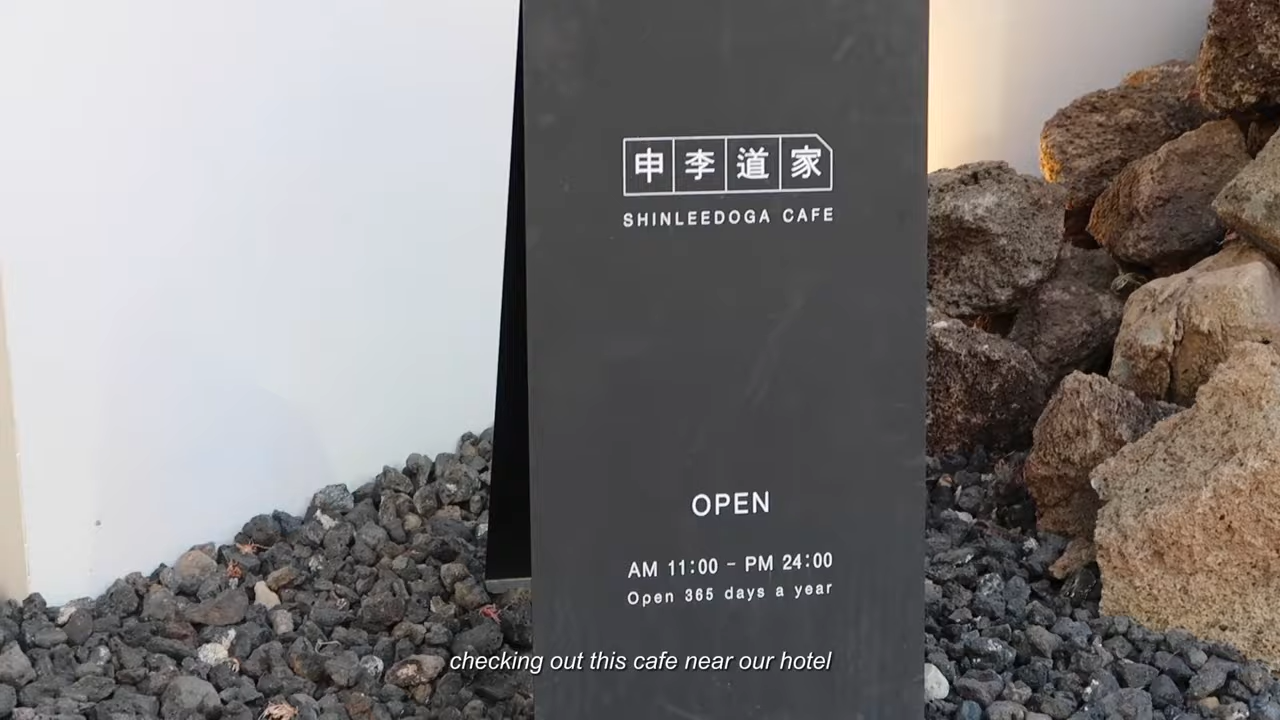 申李道家
SHINLEEDOGA CAFE
OPEN
AM 11:00 - PM 24:00
Open 365 days a year
checking out this cafe near our hotel